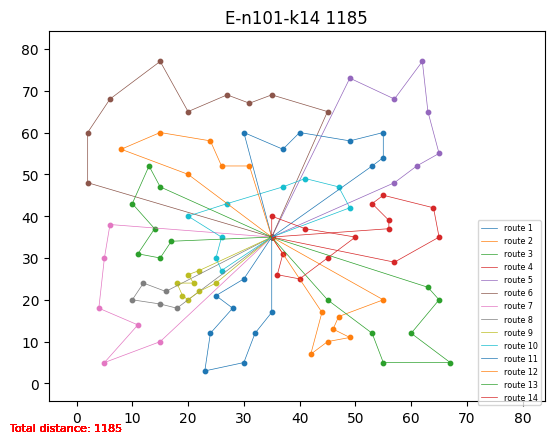 E-n101-k14 1185
80
70
60
50
40
30
20
10
0
0
10
20
30
40
50
60
70
80
route 1
route 2
route 3
route 4
route 5
route 6
route 7
route 8
route 9
route 10
route 11
route 12
route 13
route 14
Total distance: 1185